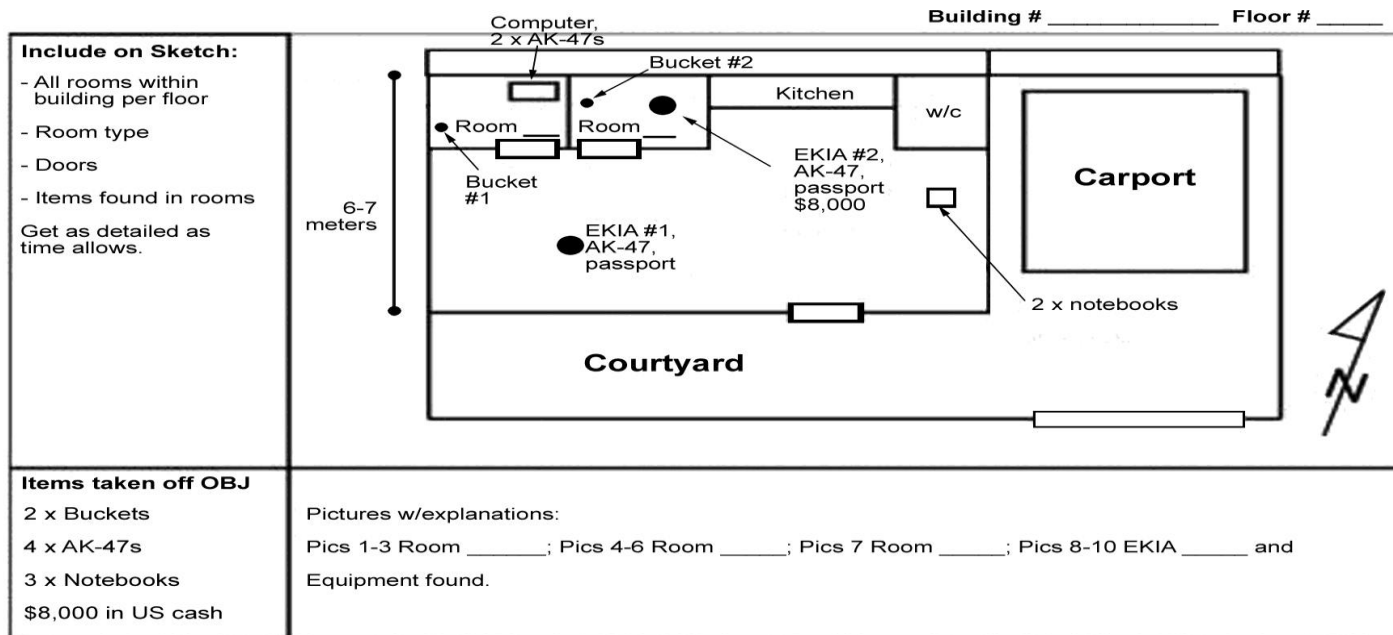 Building # ______________ Floor # ______
Include on Sketch:
- All rooms within
building per floor
- Room type
- Doors
- Items found in rooms
Get as detailed as
time allows.
Computer,
2 x AK-47s
Bucket #2
Kitchen
w/c
Room ___
Room ___
Bucket
#1
EKIA #2,
AK-47,
passport
$8,000
Carport
6-7
meters
EKIA #1,
AK-47,
passport
2 x notebooks
Courtyard
N
Items taken off OBJ
2 x Buckets
4 x AK-47s
3 x Notebooks
$8,000 in US cash
Pictures w/explanations:
Pics 1-3 Room ______; Pics 4-6 Room _____; Pics 7 Room _____; Pics 8-10 EKIA _____ and
Equipment found.